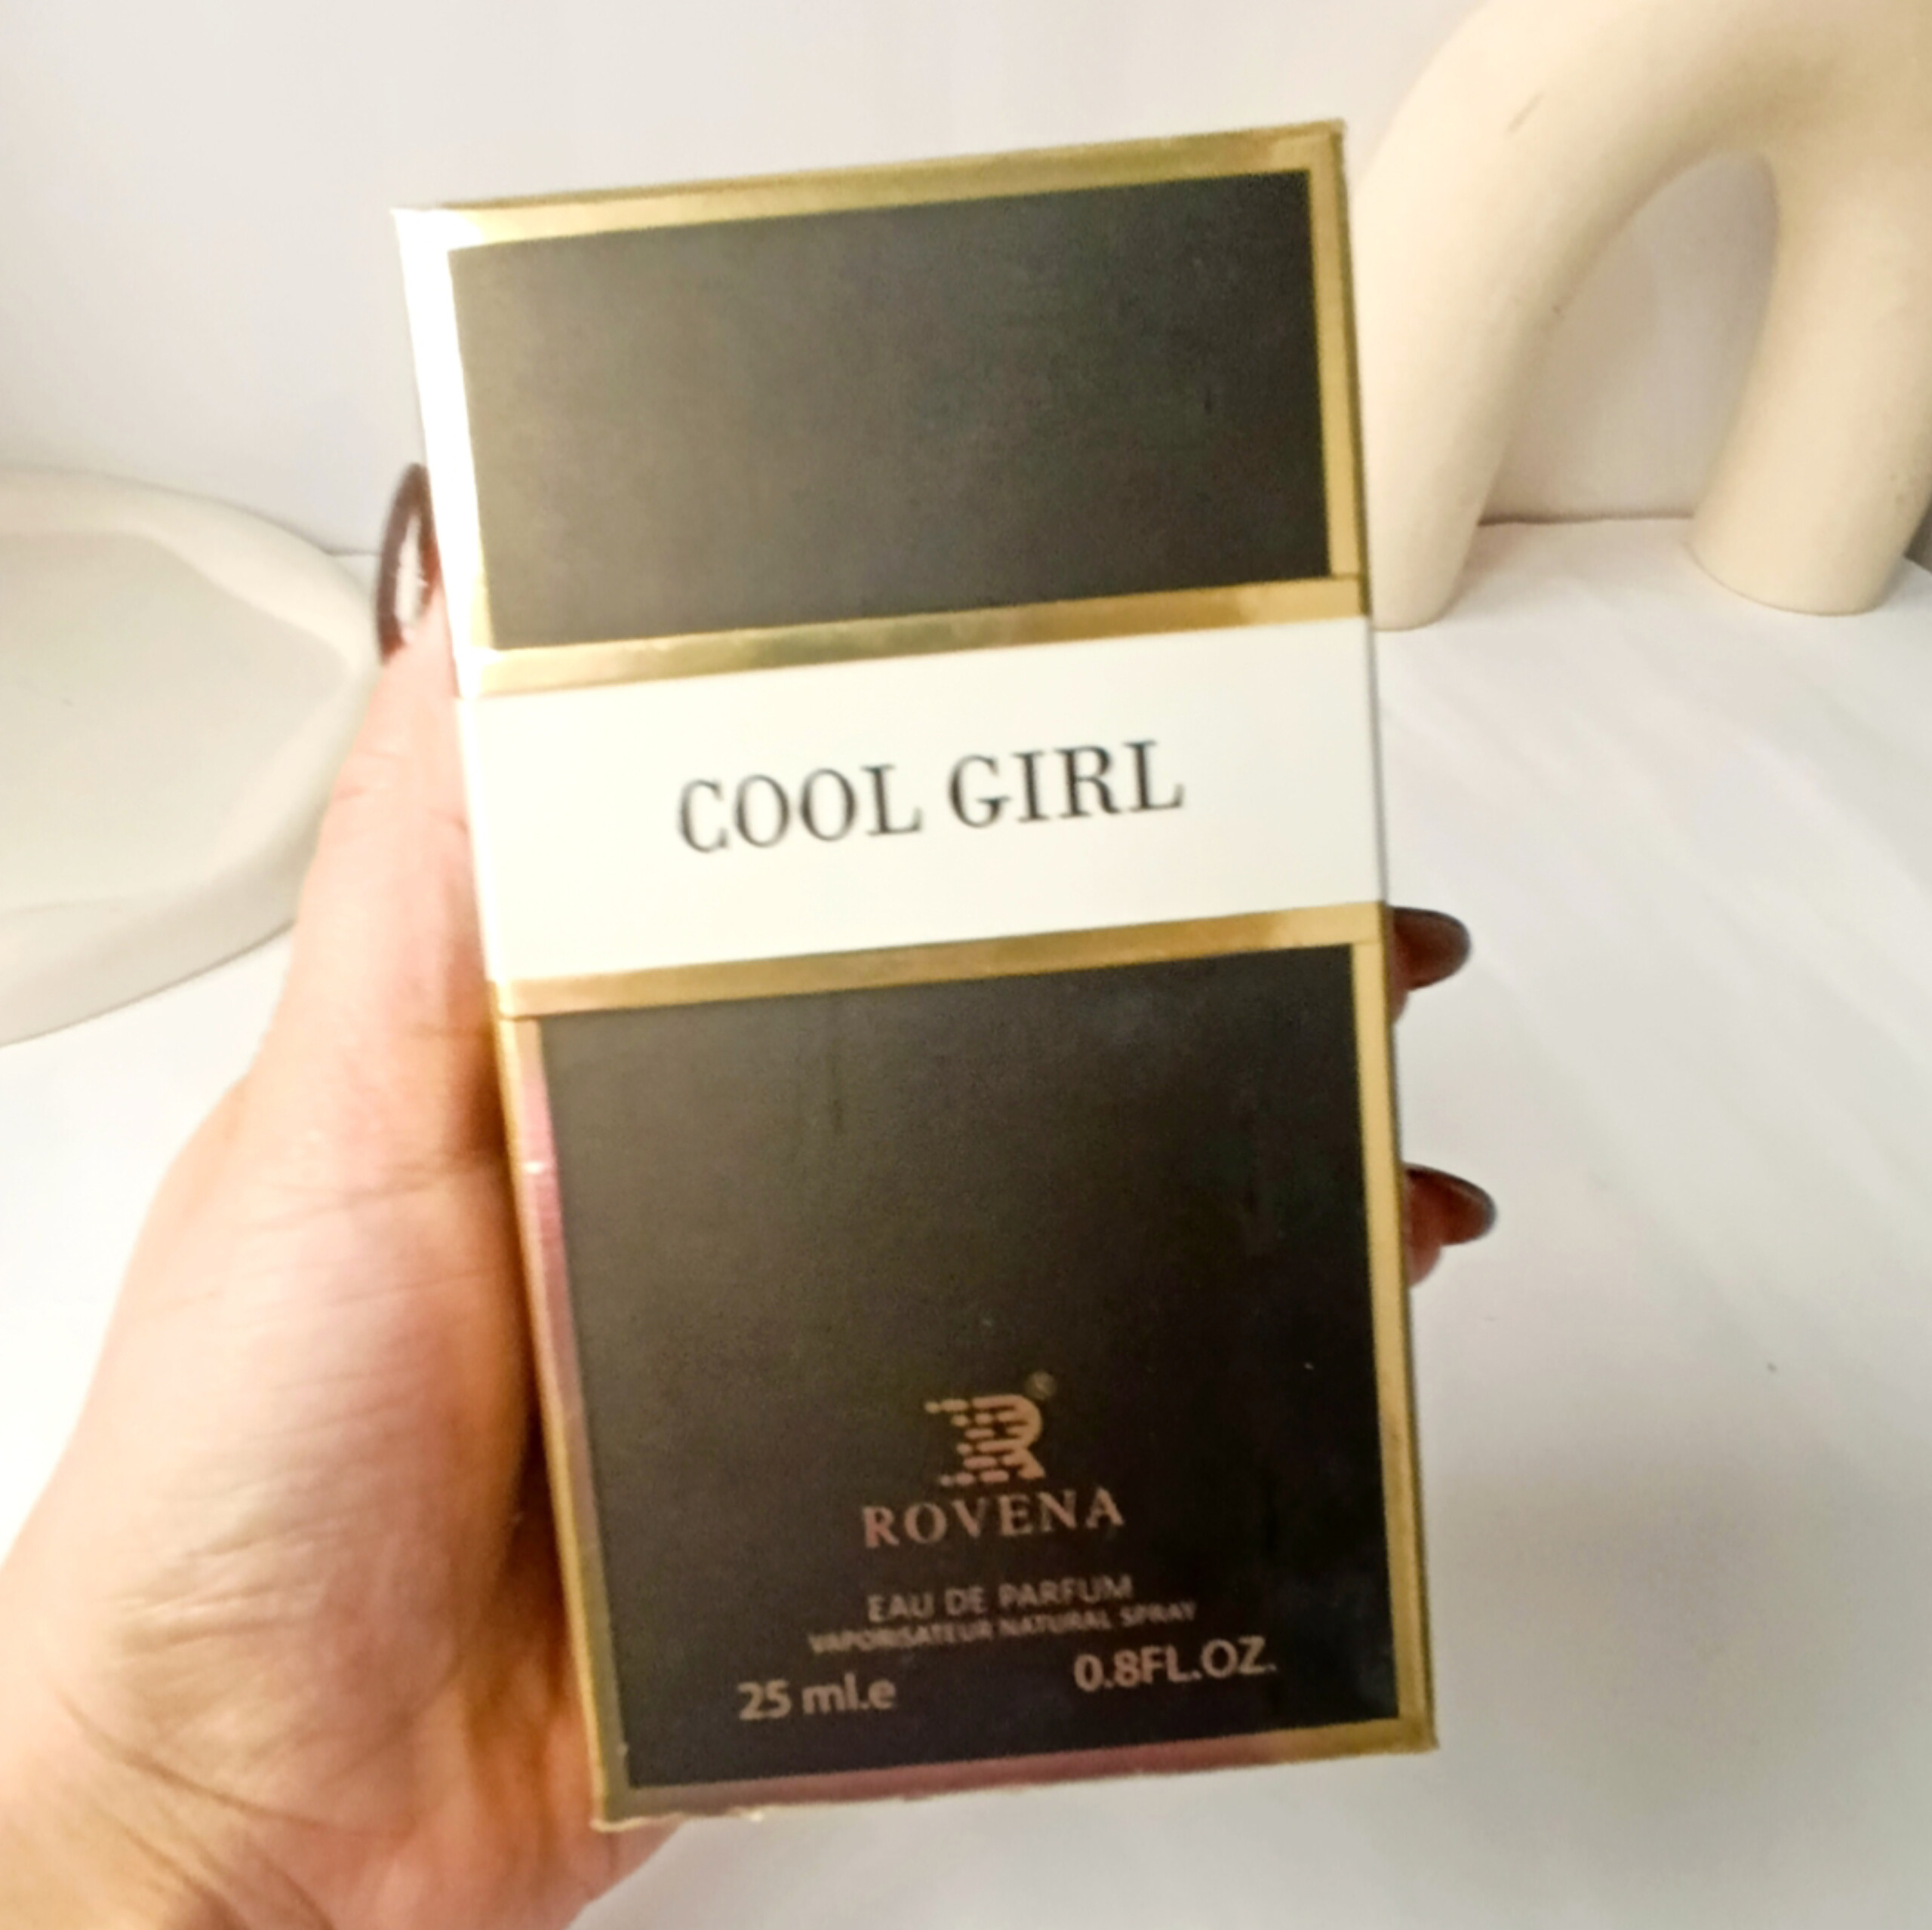 COOL GIRL
R®
ROVENA
EAU DE PARFUM
VAPORISATEUR NATURAL SPRAY
25 ml.e 0.8FL.OZ.